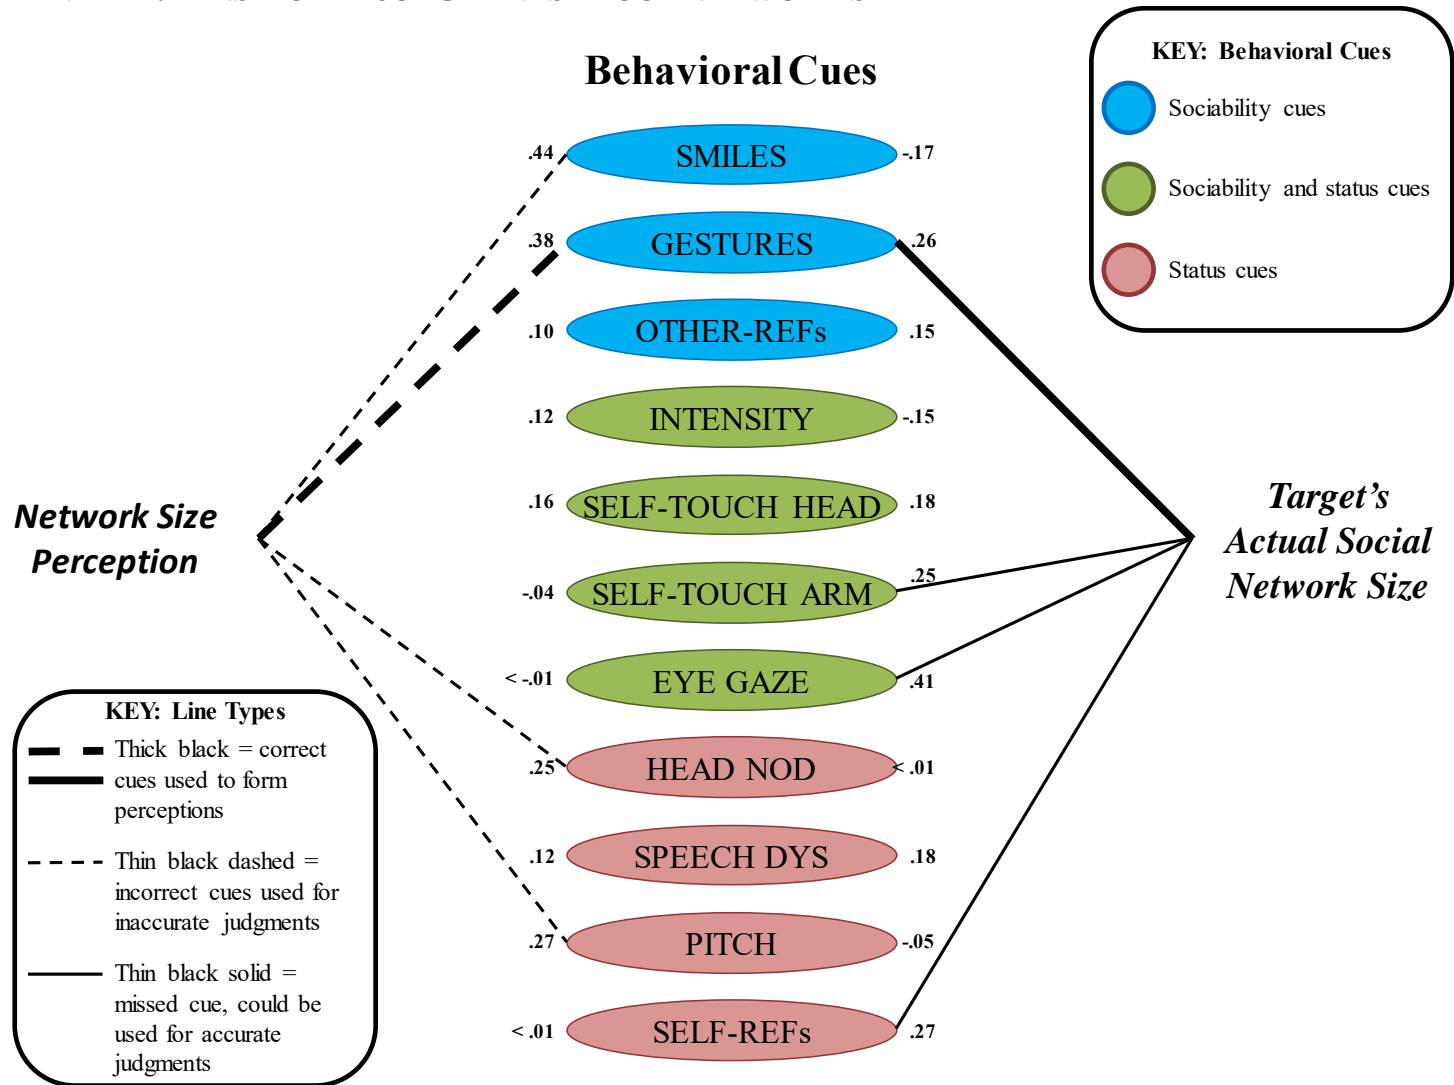 Behavioral Cues
KEY: Behavioral Cues
Sociability cues
Sociability and status cues
Status cues
.44 SMILES -.17
.38 GESTURES .26
.10 OTHER-REFs .15
.12 INTENSITY -.15
.16 SELF-TOUCH HEAD .18
-.04 SELF-TOUCH ARM .25
< -.01 EYE GAZE .41
.25 HEAD NOD < .01
.12 SPEECH DYS .18
.27 PITCH -.05
< .01 SELF-REFs .27
Network Size
Perception
Target's
Actual Social
Network Size
KEY: Line Types
Thick black = correct
cues used to form
perceptions
Thin black dashed =
incorrect cues used for
inaccurate judgments
Thin black solid =
missed cue, could be
used for accurate
judgments